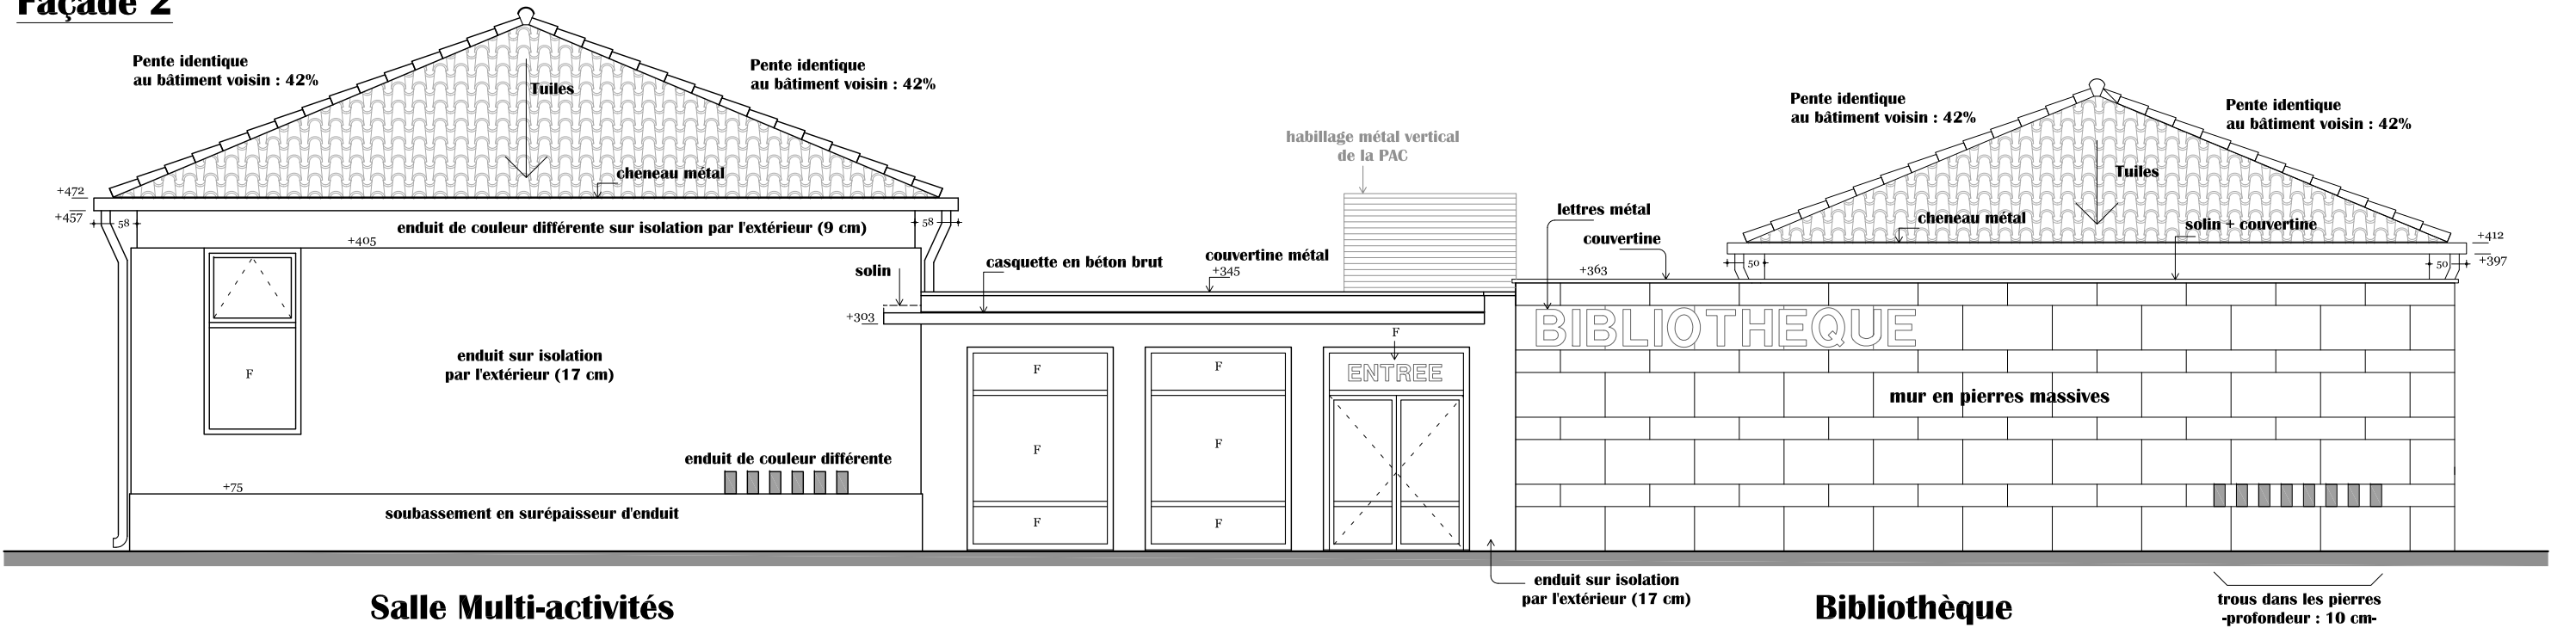 Façade 2
Pente identique
au bâtiment voisin : 42%
Pente identique
au bâtiment voisin : 42%
Tuiles
cheneau métal
+472
+457
58
58
enduit de couleur différente sur isolation par l'extérieur (9 cm)
+405
F
enduit sur isolation
par l'extérieur (17 cm)
solin
+303
enduit de couleur différente
+75
soubassement en surépaisseur d'enduit
casquette en béton brut
couvertine métal
+345
habillage métal vertical
de la PAC
F
F
F
F
F
F
F
ENTREE
lettres métal
couvertine
+363
BIBLIOTHEQUE
Pente identique
au bâtiment voisin : 42%
Pente identique
au bâtiment voisin : 42%
Tuiles
cheneau métal
solin + couvertine
+412
+397
50
50
mur en pierres massives
enduit sur isolation
par l'extérieur (17 cm)
trous dans les pierres
-profondeur : 10 cm-
Salle Multi-activités
Bibliothèque